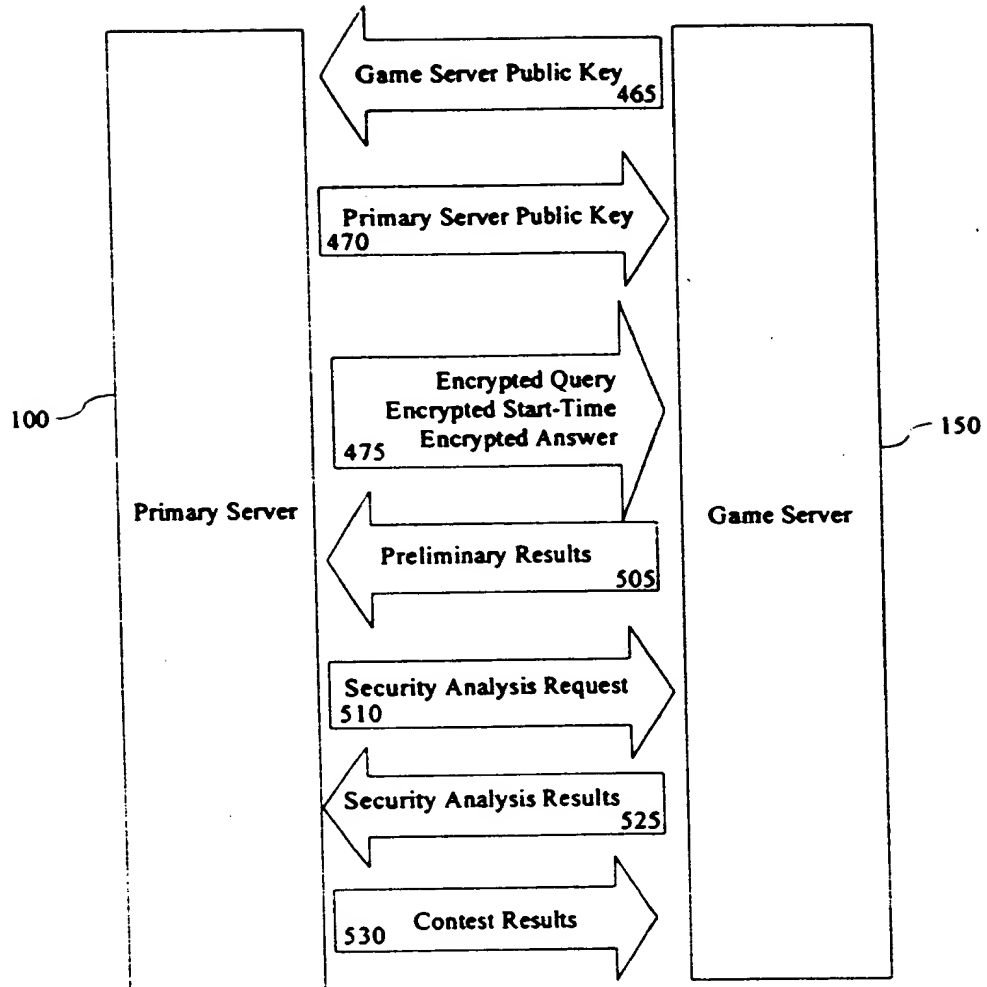 Game Server Public Key
465
Primary Server Public Key
470
Encrypted Query
Encrypted Start-Time
Encrypted Answer
475
100
150
Primary Server
Game Server
Preliminary Results
505
Security Analysis Request
510
Security Analysis Results
525
Contest Results
530